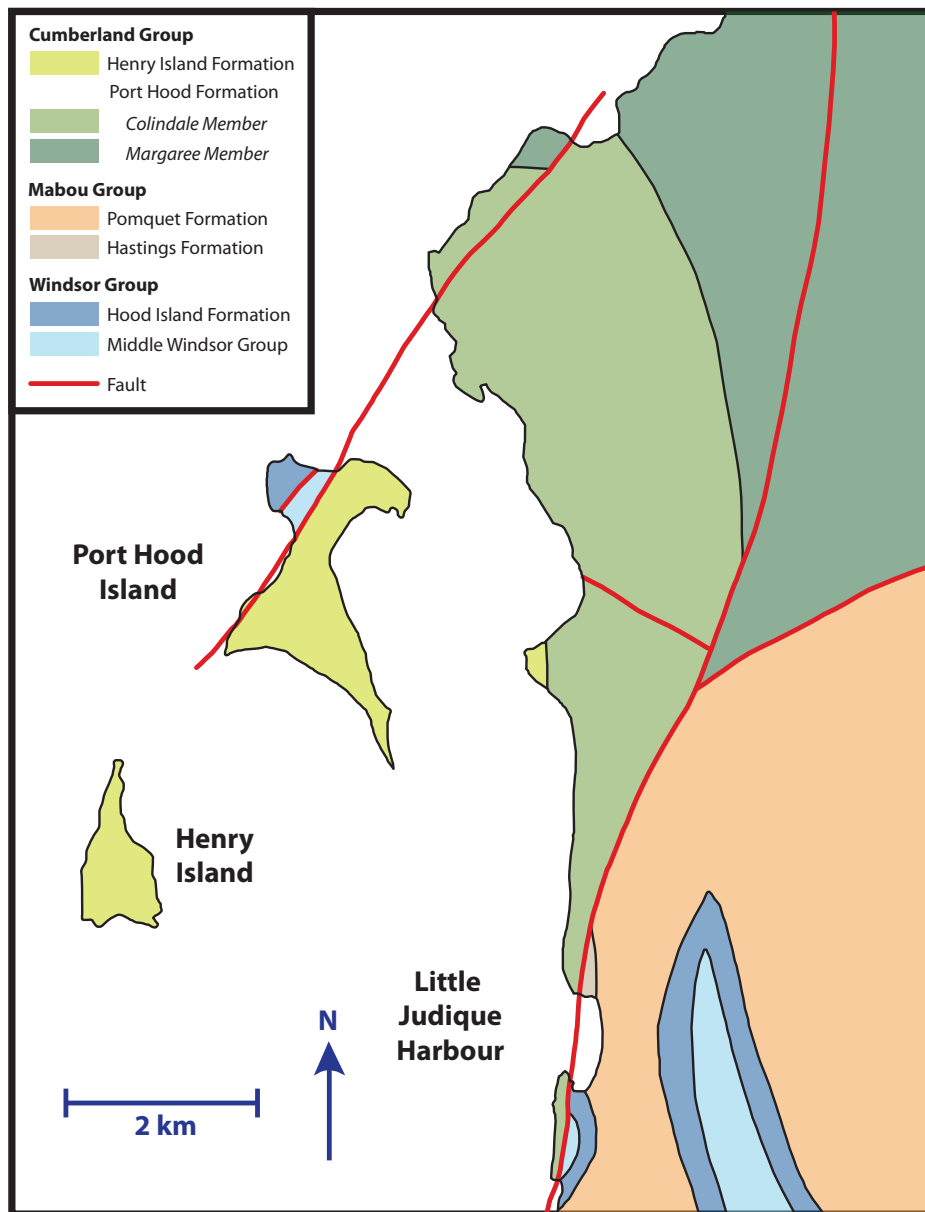 Cumberland Group
Henry Island Formation
Port Hood Formation
Colindale Member
Margaree Member
Mabou Group
Pomquet Formation
Hastings Formation
Windsor Group
Hood Island Formation
Middle Windsor Group
Fault
Port Hood
Island
Henry
Island
Little
Judique
Harbour
N
2 km